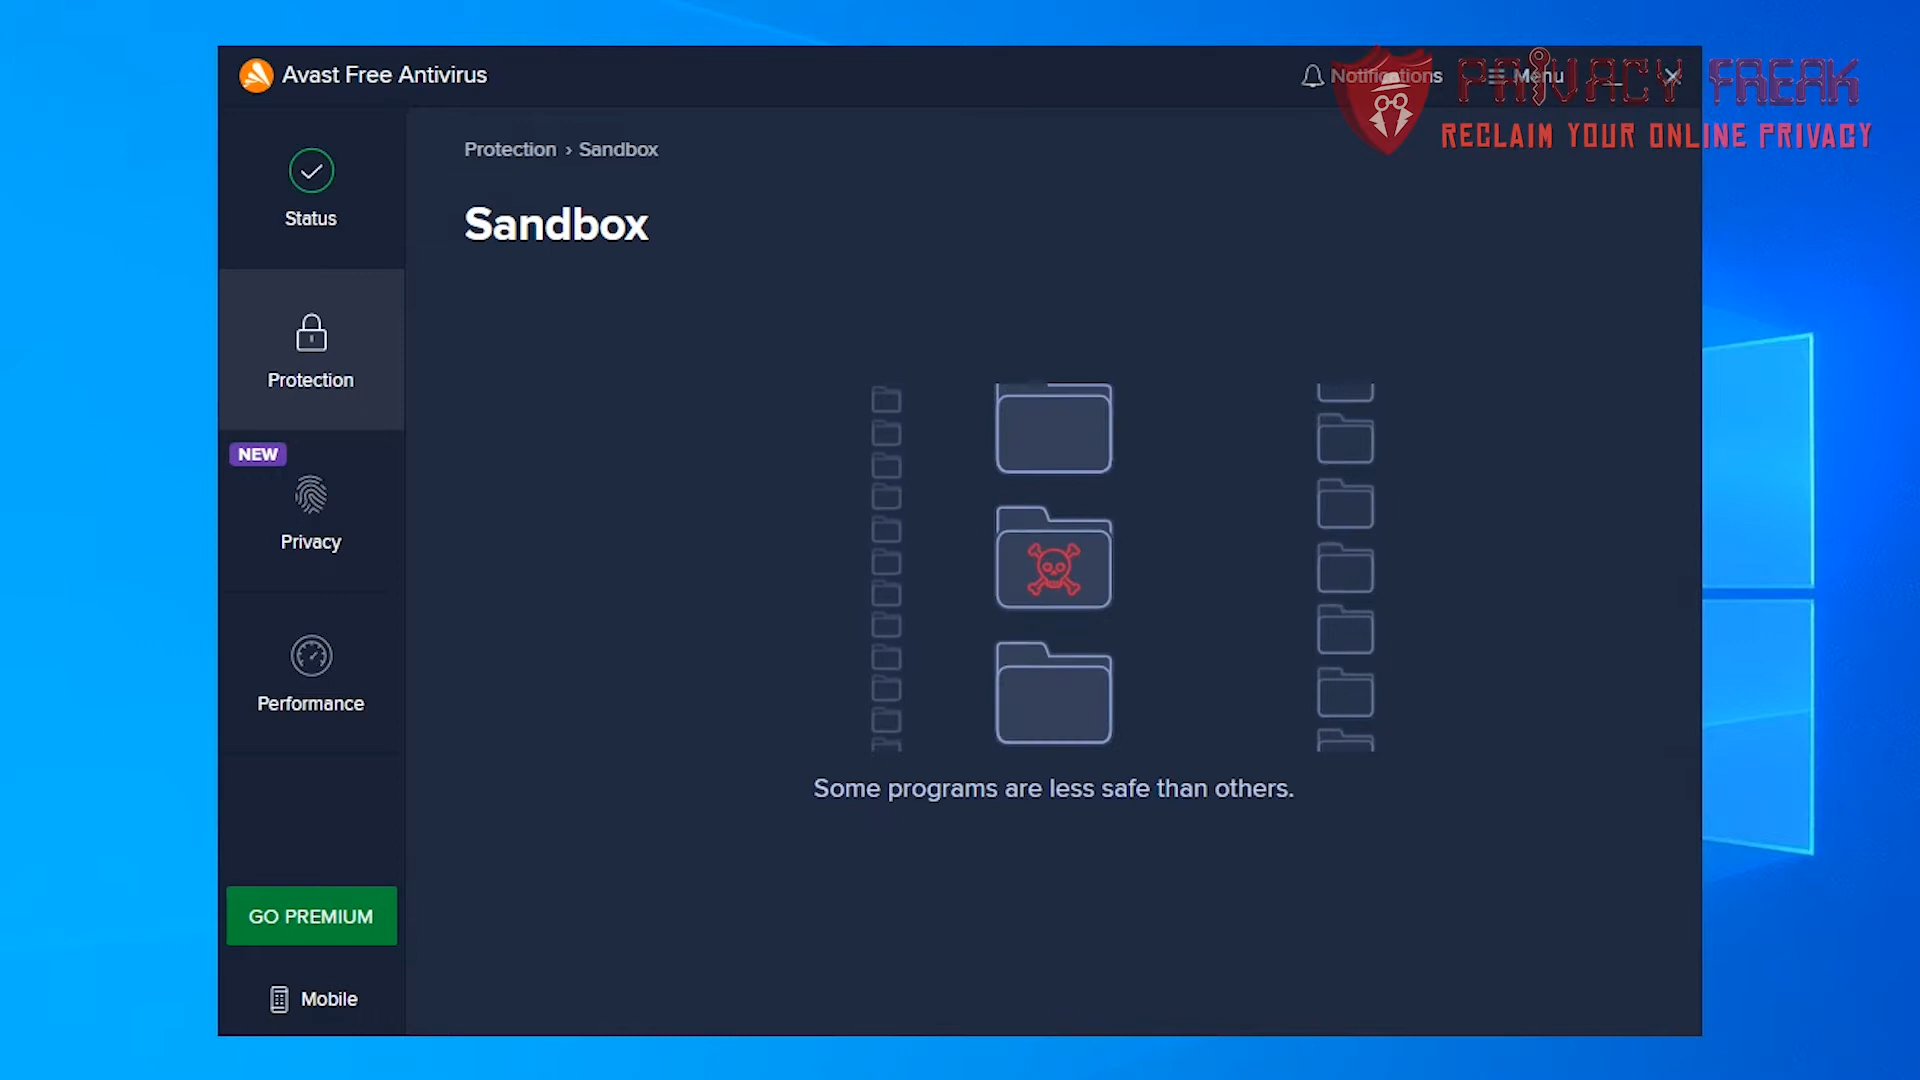 Avast Free Antivirus
Notifications
Menu
PRIVACY FREAK
RECLAIM YOUR ONLINE PRIVACY
Protection › Sandbox
Sandbox
Status
Protection
NEW
Privacy
Performance
Some programs are less safe than others.
GO PREMIUM
Mobile